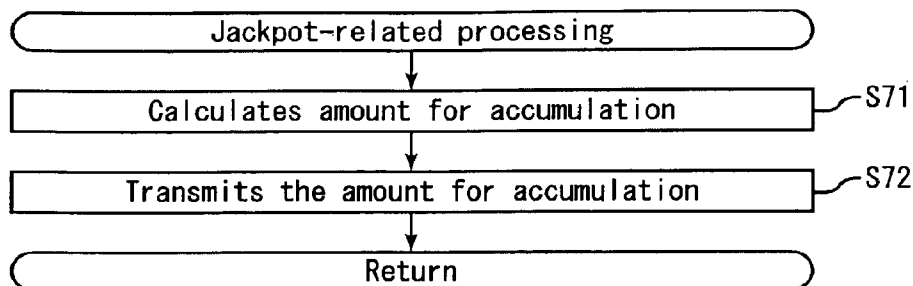 Jackpot-related processing
Calculates amount for accumulation
S71
Transmits the amount for accumulation
S72
Return